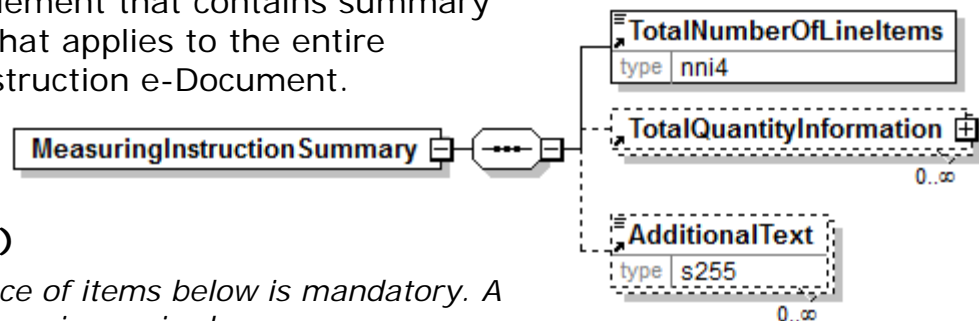 lement that contains summary
hat applies to the entire
struction e-Document.
TotalNumberOfLineItems
type nni4
MeasuringInstructionSummary
TotalQuantityInformation
0..∞
AdditionalText
type s255
0..∞
)
ce of items below is mandatory. A